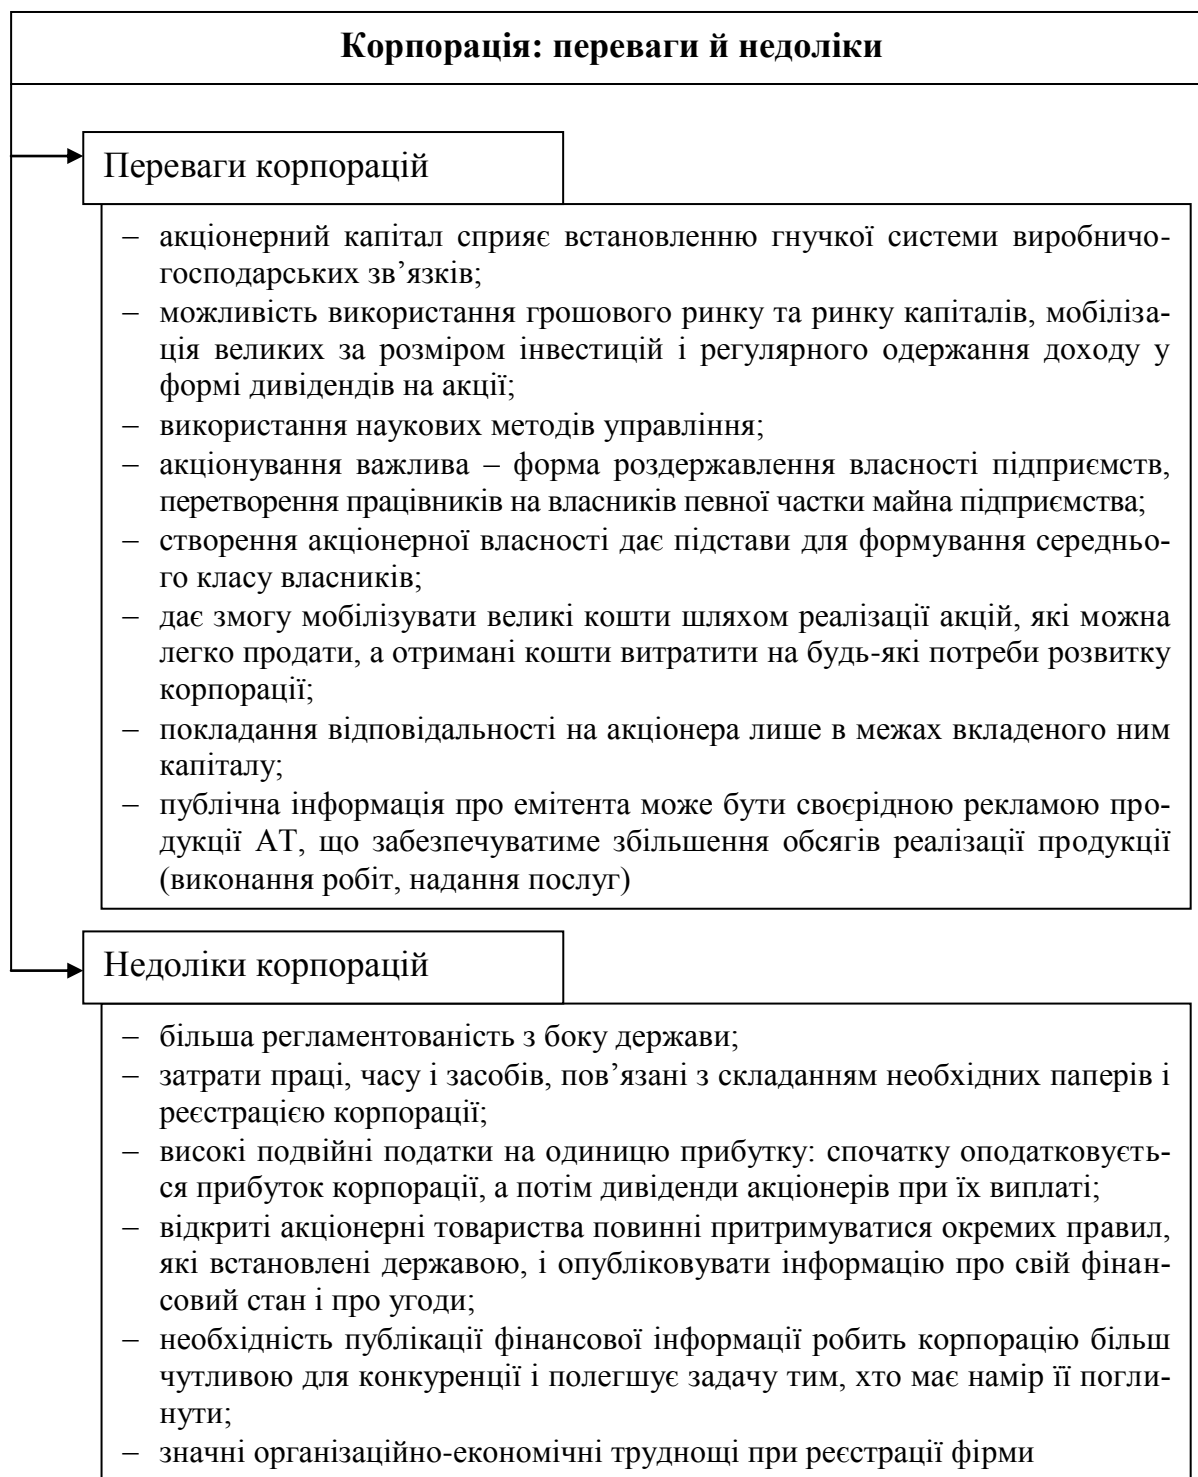 Корпорація: переваги й недоліки
Переваги корпорацій
– акціонерний капітал сприяє встановленню гнучкої системи виробничо-
господарських зв’язків;
– можливість використання грошового ринку та ринку капіталів, мобіліза-
ція великих за розміром інвестицій і регулярного одержання доходу у
формі дивідендів на акції;
– використання наукових методів управління;
– акціонування важлива – форма роздержавлення власності підприємств,
перетворення працівників на власників певної частки майна підприємства;
– створення акціонерної власності дає підстави для формування середньо-
го класу власників;
– дає змогу мобілізувати великі кошти шляхом реалізації акцій, які можна
легко продати, а отримані кошти витратити на будь-які потреби розвитку
корпорації;
– покладання відповідальності на акціонера лише в межах вкладеного ним
капіталу;
– публічна інформація про емітента може бути своєрідною рекламою про-
дукції АТ, що забезпечуватиме збільшення обсягів реалізації продукції
(виконання робіт, надання послуг)
Недоліки корпорацій
– більша регламентованість з боку держави;
– затрати праці, часу і засобів, пов’язані з складанням необхідних паперів і
реєстрацією корпорації;
– високі подвійні податки на одиницю прибутку: спочатку оподатковуєть-
ся прибуток корпорації, а потім дивіденди акціонерів при їх виплаті;
– відкриті акціонерні товариства повинні притримуватися окремих правил,
які встановлені державою, і опубліковувати інформацію про свій фінан-
совий стан і про угоди;
– необхідність публікації фінансової інформації робить корпорацію більш
чутливою для конкуренції і полегшує задачу тим, хто має намір її погли-
нути;
– значні організаційно-економічні труднощі при реєстрації фірми